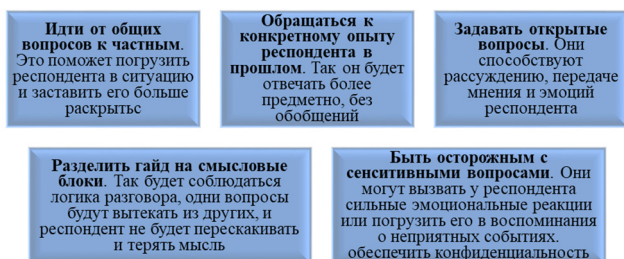 Идти от общих
вопросов к частным.
Это поможет погрузить
респондента в ситуацию
и заставить его больше
раскрытьс
Обращаться к
конкретному опыту
респондента в
прошлом. Так он будет
отвечать более
предметно, без
обобщений
Задавать открытые
вопросы. Они
способствуют
рассуждению, передаче
мнения и эмоций
респондента
Разделить гайд на смысловые
блоки. Так будет соблюдаться
логика разговора, одни вопросы
будут вытекать из других, и
респондент не будет перескакивать
и терять мысль
Быть осторожным с
сенситивными вопросами. Они
могут вызвать у респондента
сильные эмоциональные реакции
или погрузить его в воспоминания
о неприятных событиях.
обеспечить конфиденциальность